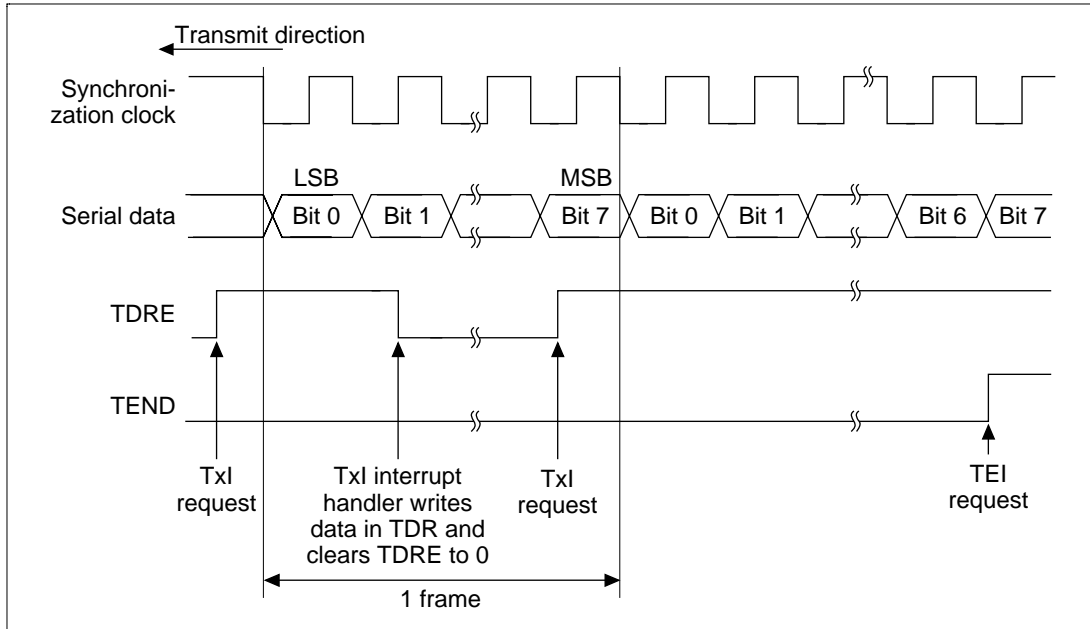 Transmit direction
Synchroni-
zation clock
LSB
MSB
Serial data
Bit 0
Bit 1
Bit 7
Bit 0
Bit 1
Bit 6
Bit 7
TDRE
TEND
TxI
request
TxI interrupt
handler writes
data in TDR and
clears TDRE to 0
TxI
request
TEI
request
1 frame